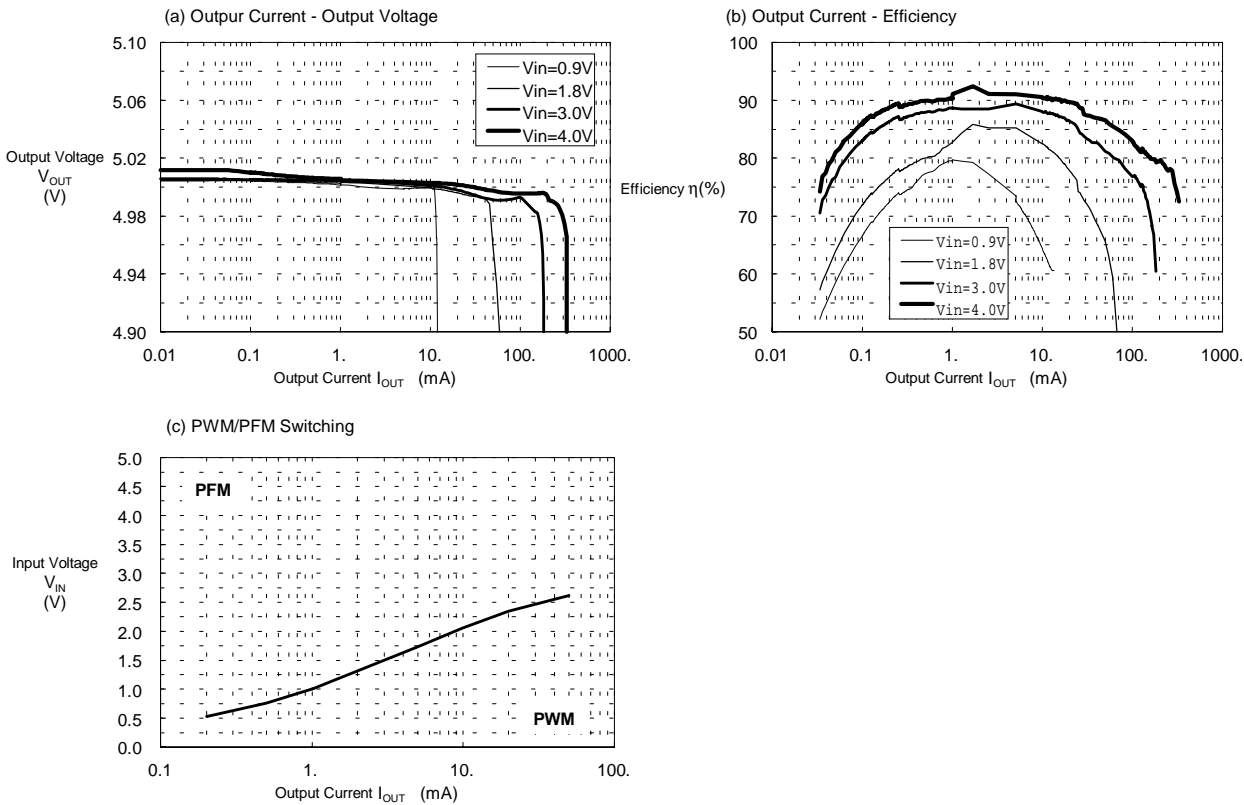 (a) Outpur Current - Output Voltage
5.10
5.06
5.02
4.98
4.94
4.90
Output Voltage
VOUT
(V)
Vin=0.9V
Vin=1.8V
Vin=3.0V
Vin=4.0V
0.01 0.1 1. 10. 100. 1000.
Output Current IOUT (mA)
(b) Output Current - Efficiency
100
90
80
70
60
50
Efficiency η(%)
Vin=0.9V
Vin=1.8V
Vin=3.0V
Vin=4.0V
0.01 0.1 1. 10. 100. 1000.
Output Current IOUT (mA)
(c) PWM/PFM Switching
5.0
4.5
4.0
3.5
3.0
2.5
2.0
1.5
1.0
0.5
0.0
Input Voltage
VIN
(V)
PFM
PWM
0.1 1. 10. 100.
Output Current IOUT (mA)